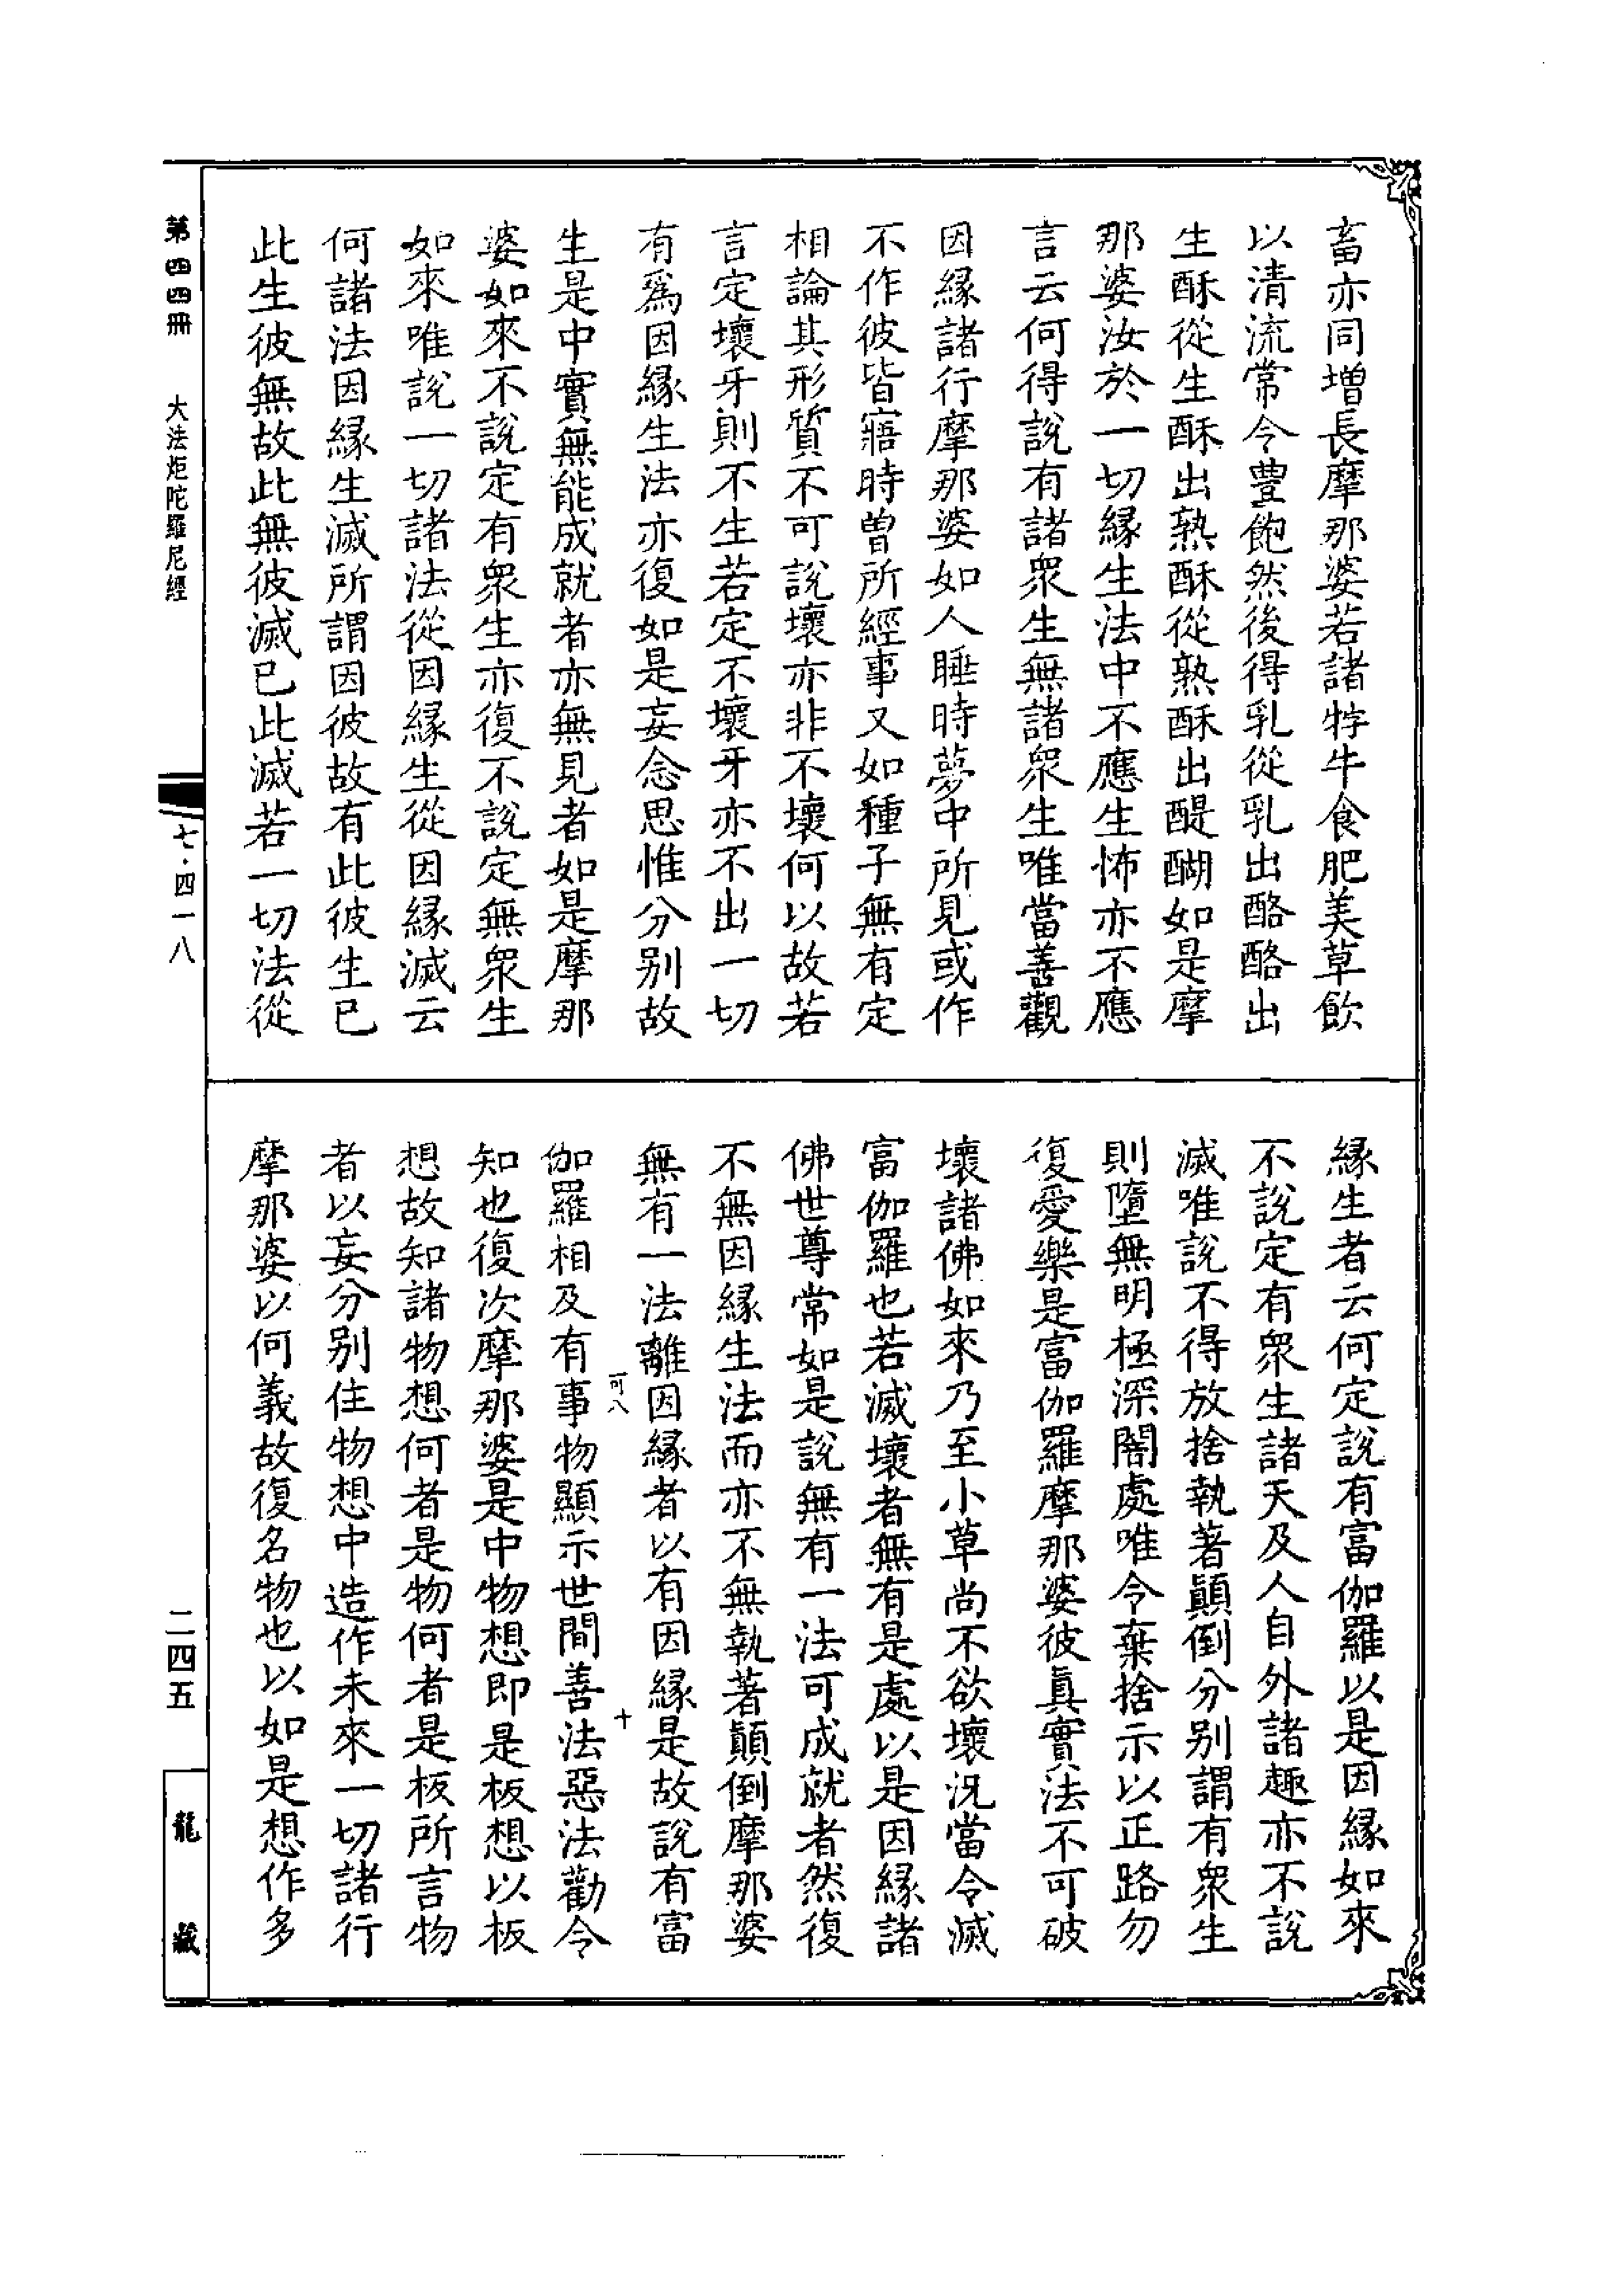 畜亦同增長摩那婆若諸牸牛食肥美草飲
以清流常令豊飽然後得乳從乳出酪酪出
生酥從生酥出熟酥從熟酥出醍醐如是摩
那婆汝於一切緣生法中不應生怖亦不應
言云何得說有諸衆生無諸衆生唯當善觀
因緣諸行摩那婆如人睡時夢中所見或作
不作彼皆寤時曾所經事又如種子無有定
相論其形質不可說壞亦非不壞何以故若
言定壞牙則不生若定不壞牙亦不出一切
有爲因緣生法亦復如是妄念思惟分别故
生是中實無能成就者亦無見者如是摩那
婆如來不說定有衆生亦復不說定無衆生
如來唯說一切諸法從因緣生從因緣滅云
何諸法因緣生滅所謂因彼故有此彼生已
此生彼無故此無彼滅已此滅若一切法從
緣生者云何定說有富伽羅以是因緣如來
不說定有衆生諸天及人自外諸趣亦不說
滅唯說不得放捨執著顚倒分别謂有衆生
則墮無明極深闇處唯令棄捨示以正路勿
復愛樂是富伽羅摩那婆彼眞實法不可破
壞諸佛如來乃至小草尚不欲壞況當令滅
富伽羅也若滅壞者無有是處以是因緣諸
佛世尊常如是說無有一法可成就者然復
不無因緣生法而亦不無執著顚倒摩那婆
無有一法離因緣者以有因緣是故說有富
可八
十
伽羅相及有事物顯示世間善法惡法勸令
知也復次摩那婆是中物想即是板想以板
想故知諸物想何者是物何者是板所言物
者以妄分别住物想中造作未來一切諸行
摩那婆以何義故復名物也以如是想作多
第四四冊
大法炬陀羅尼經
七·四一八
二四五
龍藏